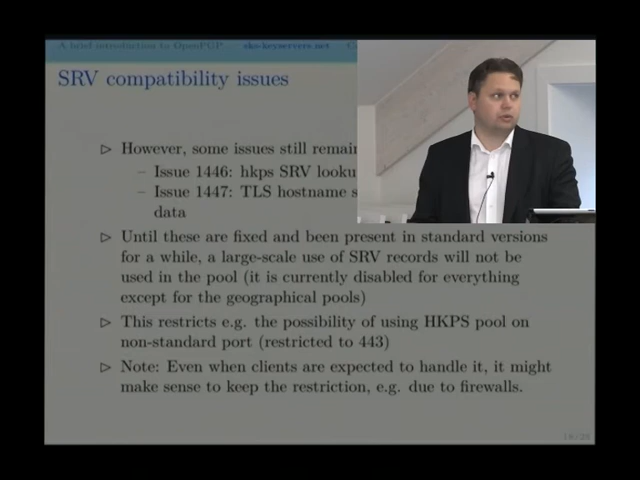 A brief introduction to OpenPGP sks-keyservers.net
SRV compatibility issues
▷ However, some issues still remain
– Issue 1446: hkps SRV looku
– Issue 1447: TLS hostname s
data
▷ Until these are fixed and been present in standard versions
for a while, a large-scale use of SRV records will not be
used in the pool (it is currently disabled for everything
except for the geographical pools)
▷ This restricts e.g. the possibility of using HKPS pool on
non-standard port (restricted to 443)
▷ Note: Even when clients are expected to handle it, it might
make sense to keep the restriction, e.g. due to firewalls.